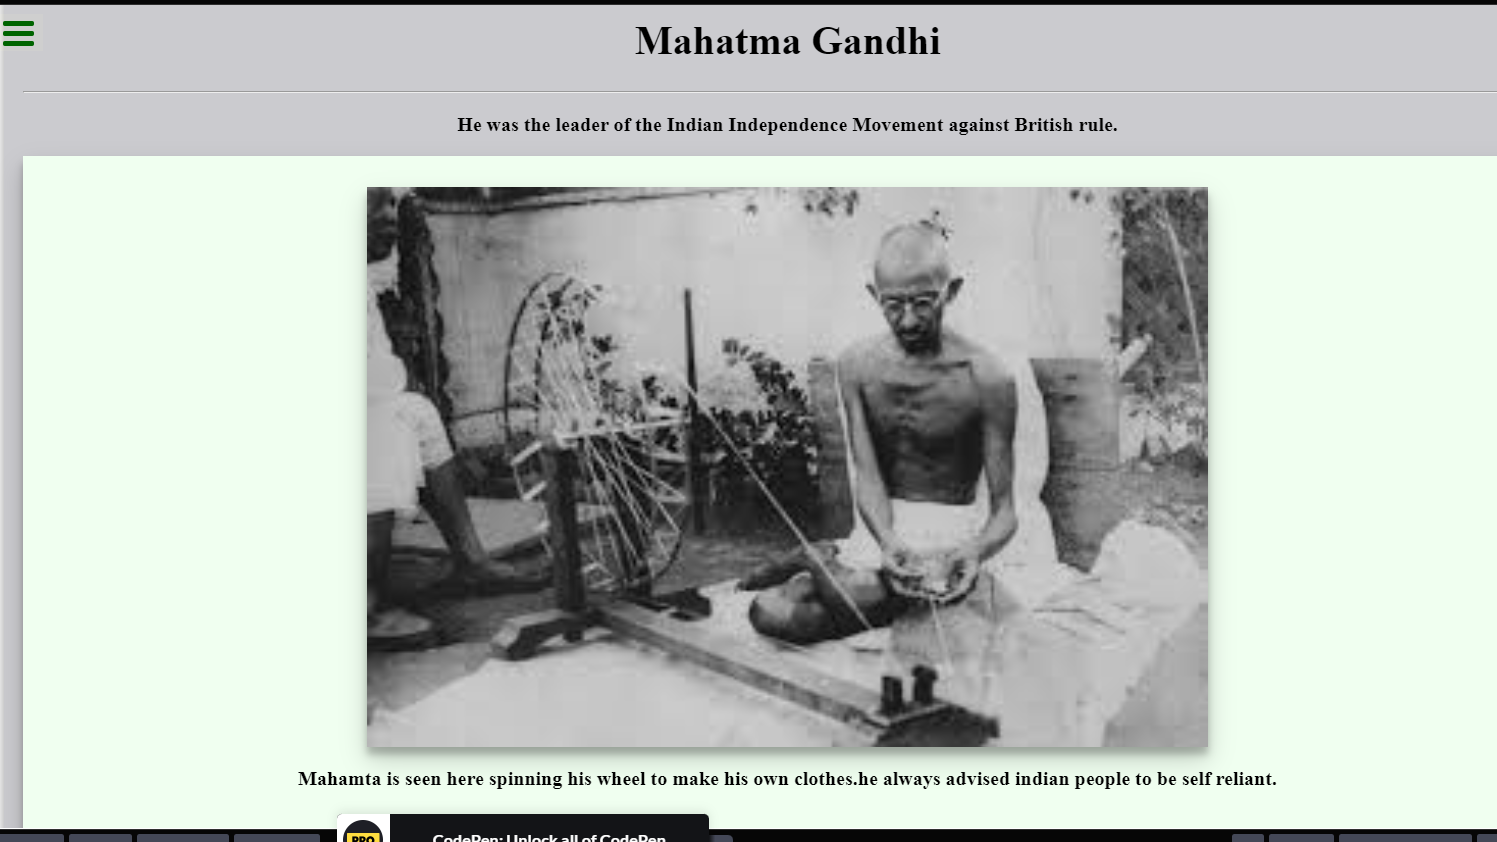 Mahatma Gandhi
He was the leader of the Indian Independence Movement against British rule.
Mahamta is seen here spinning his wheel to make his own clothes.he always advised indian people to be self reliant.
PRO
CodePen: Unlock all of CodePen